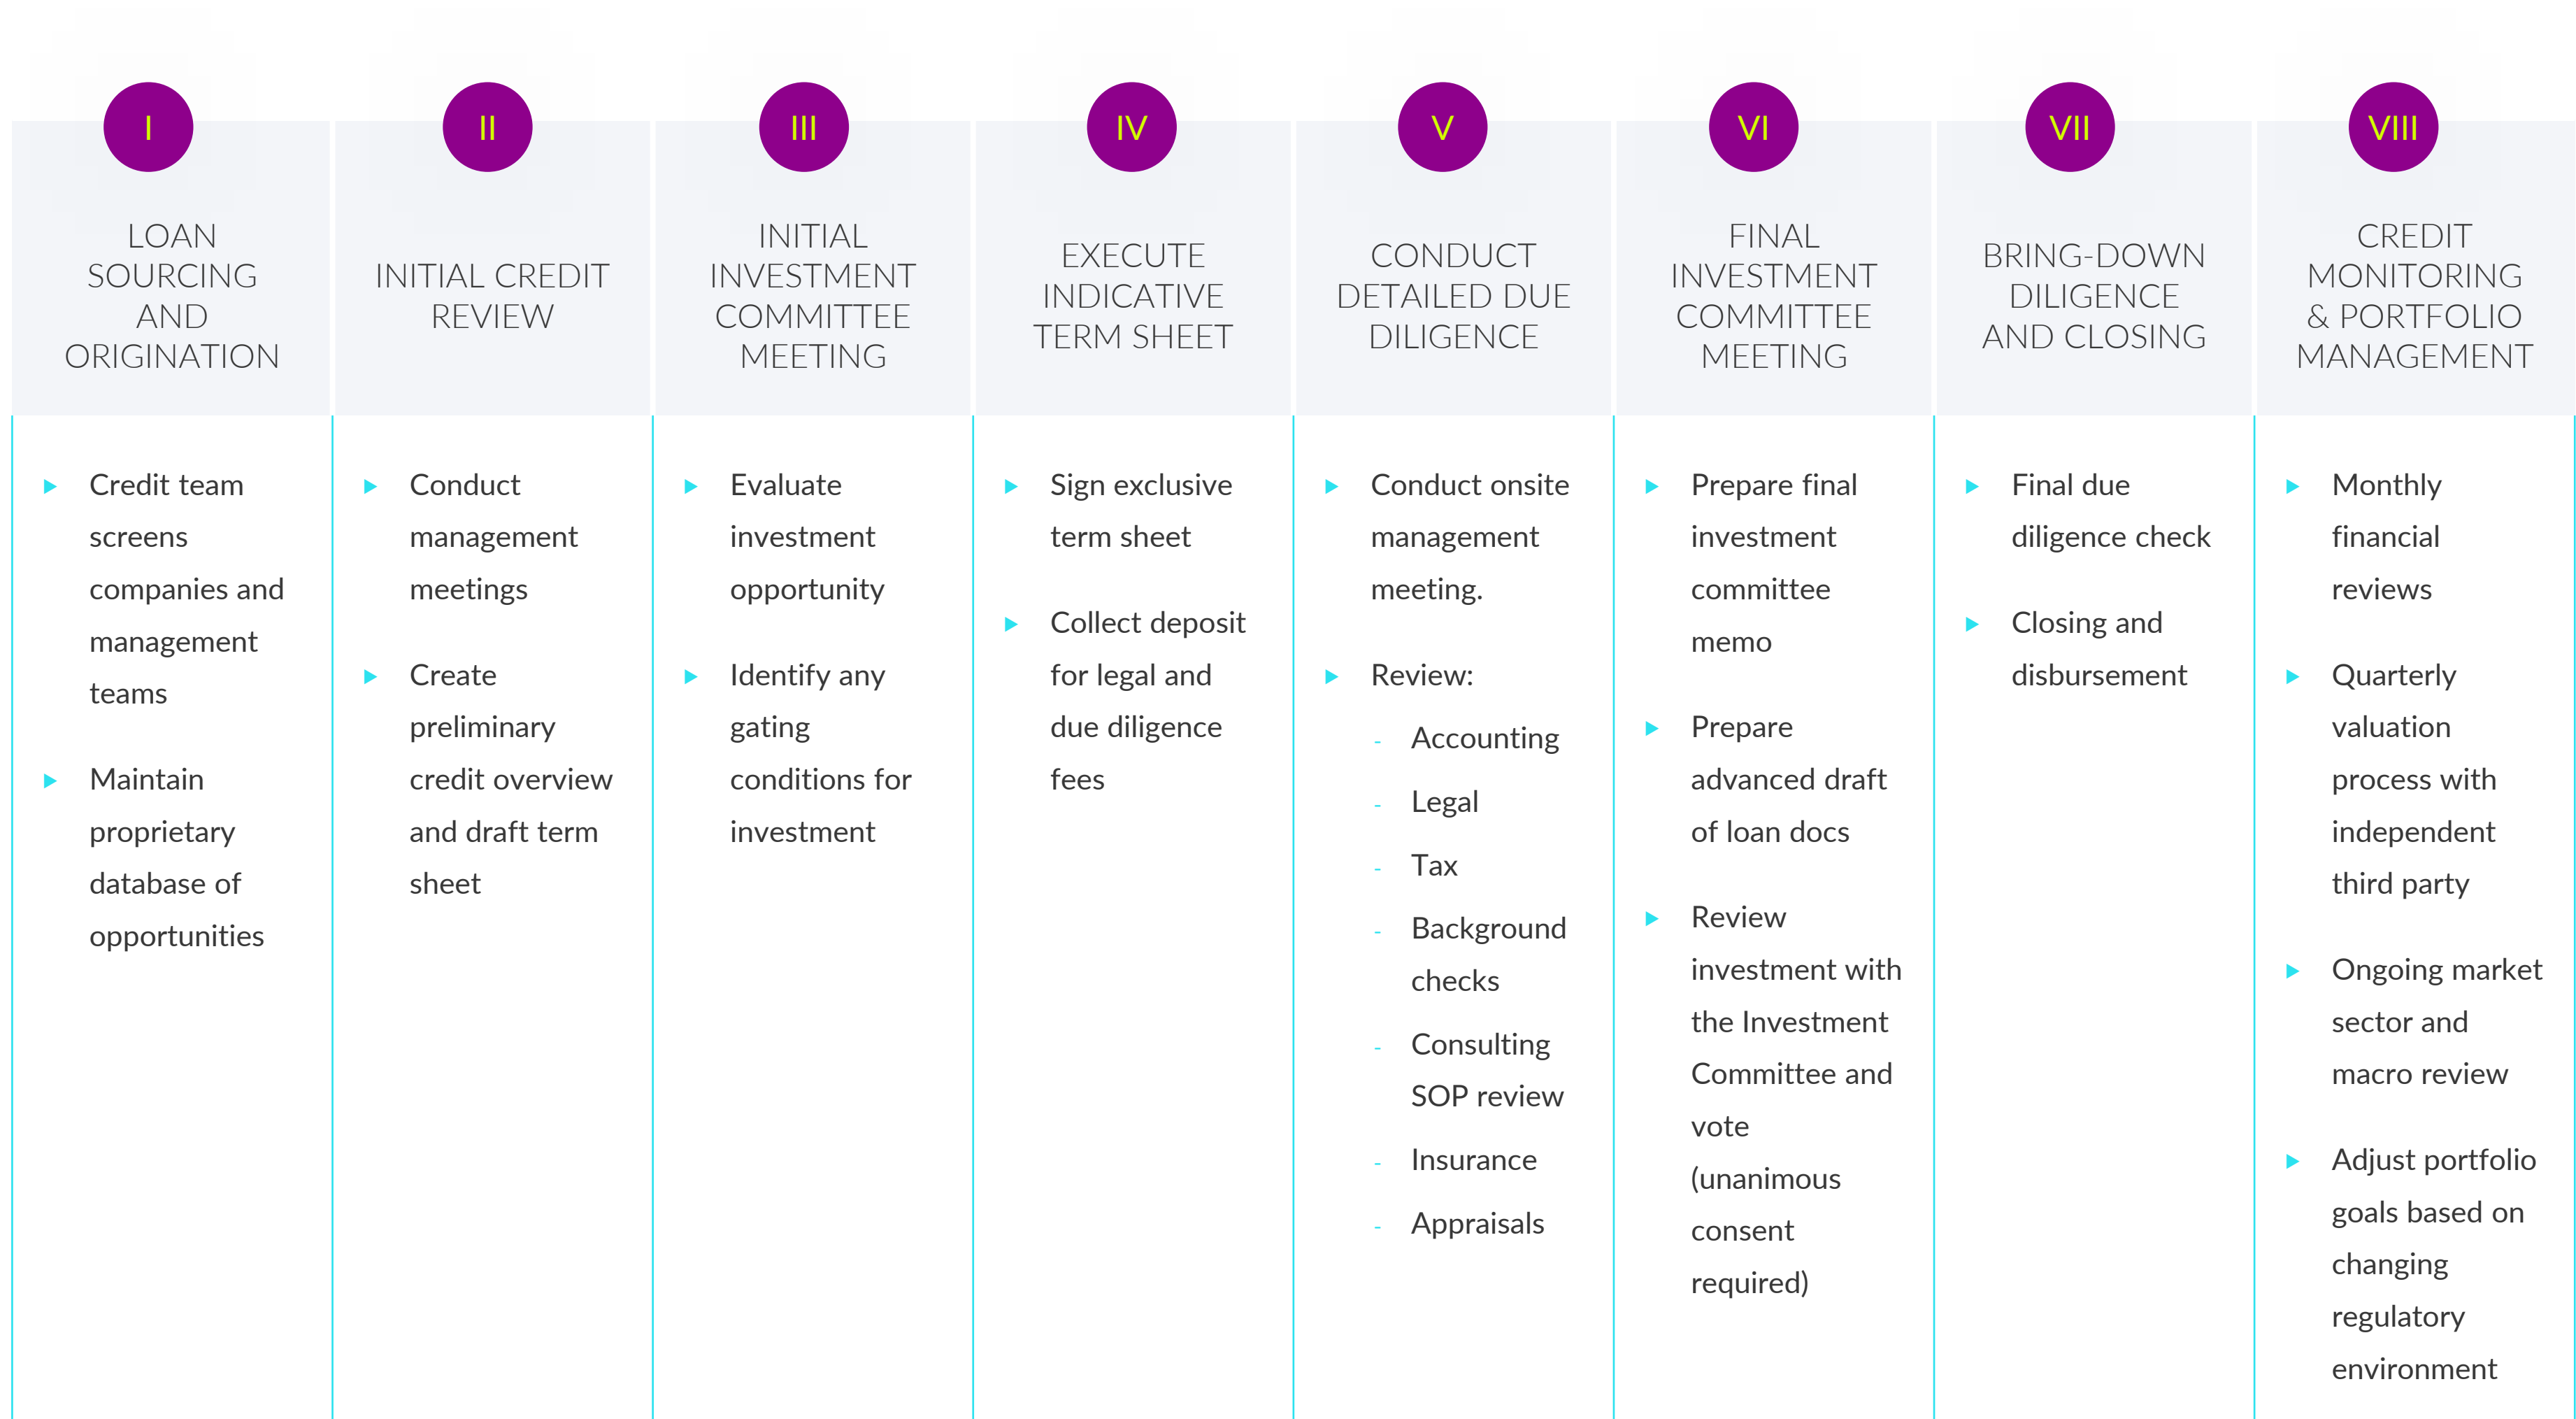 I
LOAN
SOURCING
AND
ORIGINATION
Credit team
screens
companies and
management
teams
Maintain
proprietary
database of
opportunities
II
INITIAL CREDIT
REVIEW
Conduct
management
meetings
Create
preliminary
credit overview
and draft term
sheet
III
INITIAL
INVESTMENT
COMMITTEE
MEETING
Evaluate
investment
opportunity
Identify any
gating
conditions for
investment
IV
EXECUTE
INDICATIVE
TERM SHEET
Sign exclusive
term sheet
Collect deposit
for legal and
due diligence
fees
V
CONDUCT
DETAILED DUE
DILIGENCE
Conduct onsite
management
meeting.
Review:
- Accounting
- Legal
- Tax
- Background
checks
- Consulting
SOP review
- Insurance
- Appraisals
VI
FINAL
INVESTMENT
COMMITTEE
MEETING
Prepare final
investment
committee
memo
Prepare
advanced draft
of loan docs
Review
investment with
the Investment
Committee and
vote
(unanimous
consent
required)
VII
BRING-DOWN
DILIGENCE
AND CLOSING
Final due
diligence check
Closing and
disbursement
VIII
CREDIT
MONITORING
& PORTFOLIO
MANAGEMENT
Monthly
financial
reviews
Quarterly
valuation
process with
independent
third party
Ongoing market
sector and
macro review
Adjust portfolio
goals based on
changing
regulatory
environment